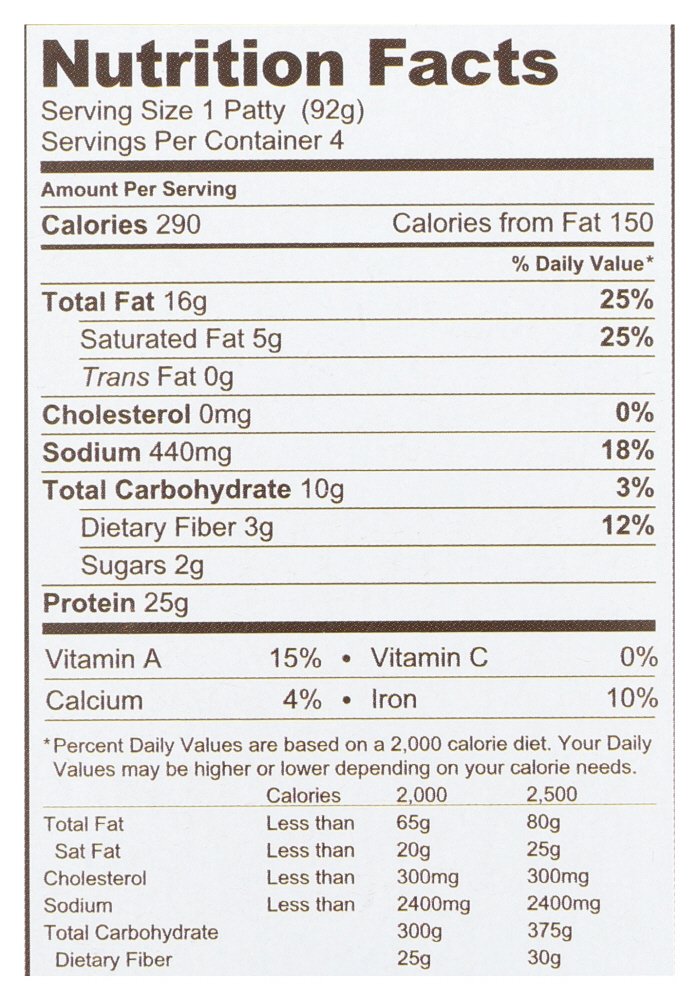 Nutrition Facts
Serving Size 1 Patty (92g)
Servings Per Container 4
Amount Per Serving
Calories 290 Calories from Fat 150
% Daily Value*
Total Fat 16g 25%
Saturated Fat 5g 25%
Trans Fat 0g
Cholesterol 0mg 0%
Sodium 440mg 18%
Total Carbohydrate 10g 3%
Dietary Fiber 3g 12%
Sugars 2g
Protein 25g
Vitamin A 15% • Vitamin C 0%
Calcium 4% • Iron 10%
*Percent Daily Values are based on a 2,000 calorie diet. Your Daily
Values may be higher or lower depending on your calorie needs.
Calories 2,000 2,500
Total Fat Less than 65g 80g
Sat Fat Less than 20g 25g
Cholesterol Less than 300mg 300mg
Sodium Less than 2400mg 2400mg
Total Carbohydrate 300g 375g
Dietary Fiber 25g 30g